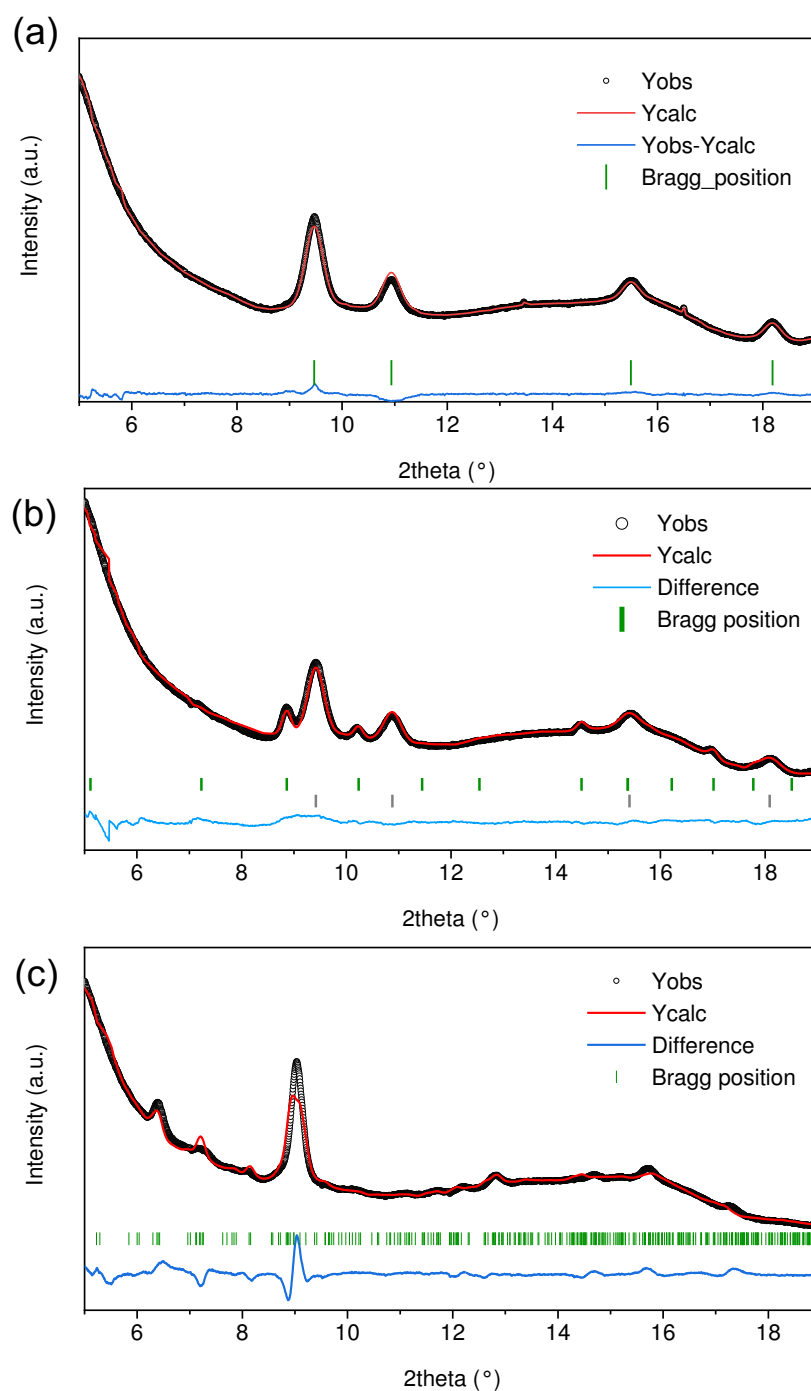 (a)
Yobs
Ycalc
Yobs-Ycalc
Bragg_position
Intensity (a.u.)
6 8 10 12 14 16 18
2theta (°)
(b)
Yobs
Ycalc
Difference
Bragg position
Intensity (a.u.)
6 8 10 12 14 16 18
2theta (°)
(c)
Yobs
Ycalc
Difference
Bragg position
Intensity (a.u.)
6 8 10 12 14 16 18
2theta (°)